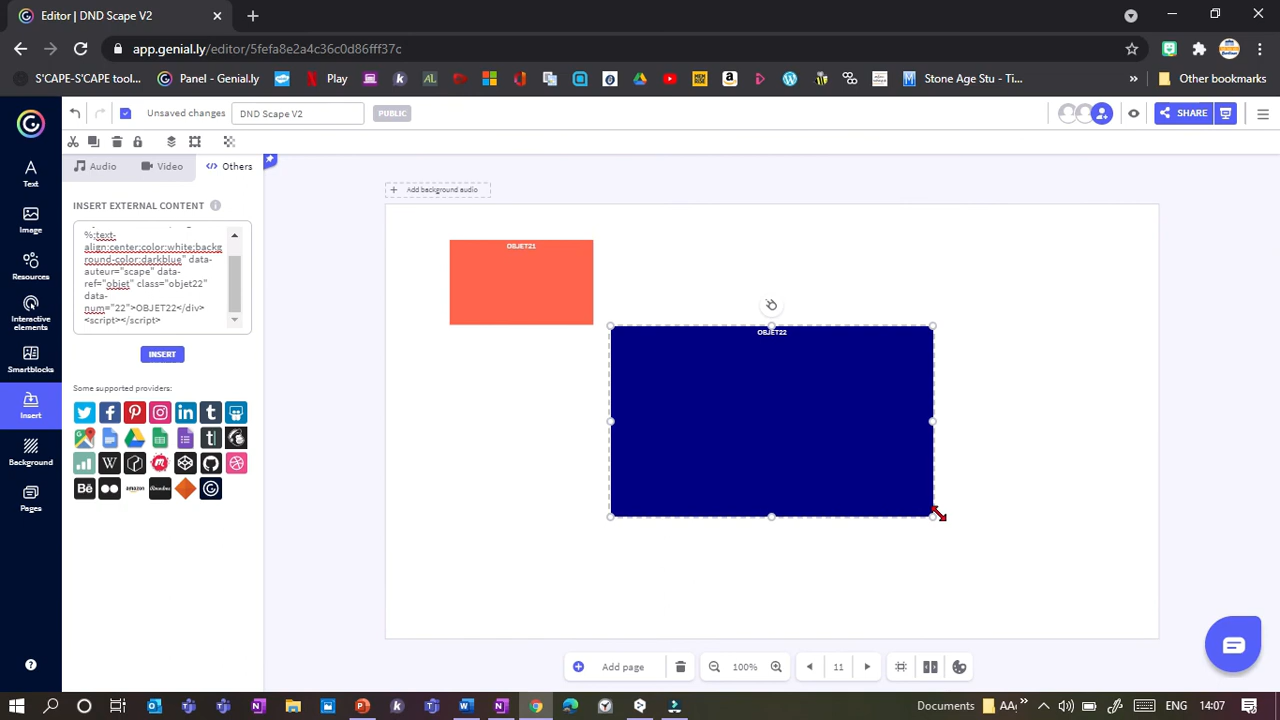 Editor | DND Scape V2
app.genial.ly/editor/5fefa8e2a4c36c0d86fff37c
S'CAPE-S'CAPE tool...
Panel - Genial.ly
Play
Stone Age Stu - Ti...
»
Other bookmarks
Unsaved changes
DND Scape V2
PUBLIC
SHARE
Audio
Video
Others
Text
Image
Resources
Interactive
elements
Smartblocks
Insert
Background
Pages
INSERT EXTERNAL CONTENT
%;text-
align:center;color:white;backg
round-color:darkblue" data-
auteur="scape" data-
ref="objet" class="objet22"
data-
num="22">OBJET22</div>
<script></script>
INSERT
Some supported providers:
Add background audio
OBJET21
OBJET22
Add page
100%
11
Documents
»
ENG
14:07